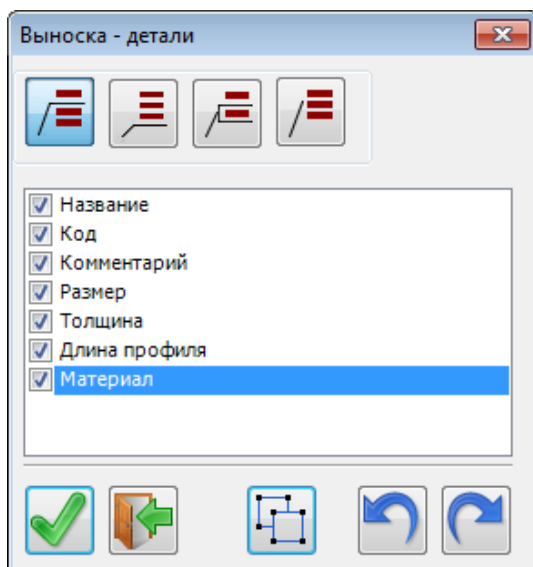 Выноска - детали
Название
Код
Комментарий
Размер
Толщина
Длина профиля
Материал